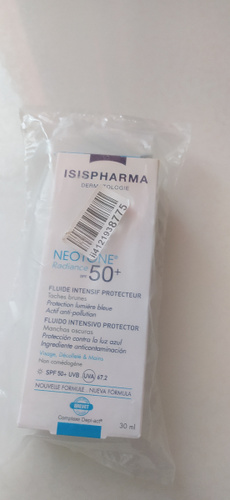 ISISPHARMA
DERMATOLOGIE
U4121938775
NEOTONE®
Radiance SPF 50+
FLUIDE INTENSIF PROTECTEUR
Taches brunes
Protection lumière bleue
Actif anti-pollution
FLUIDO INTENSIVO PROTECTOR
Manchas oscuras
Protección contra la luz azul
Ingrediente anticontaminación
Visage, Décolleté & Mains
Non comédogène
SPF 50+ UVB UVA 67,2
NOUVELLE FORMULE. NUEVA FÓRMULA
30 ml